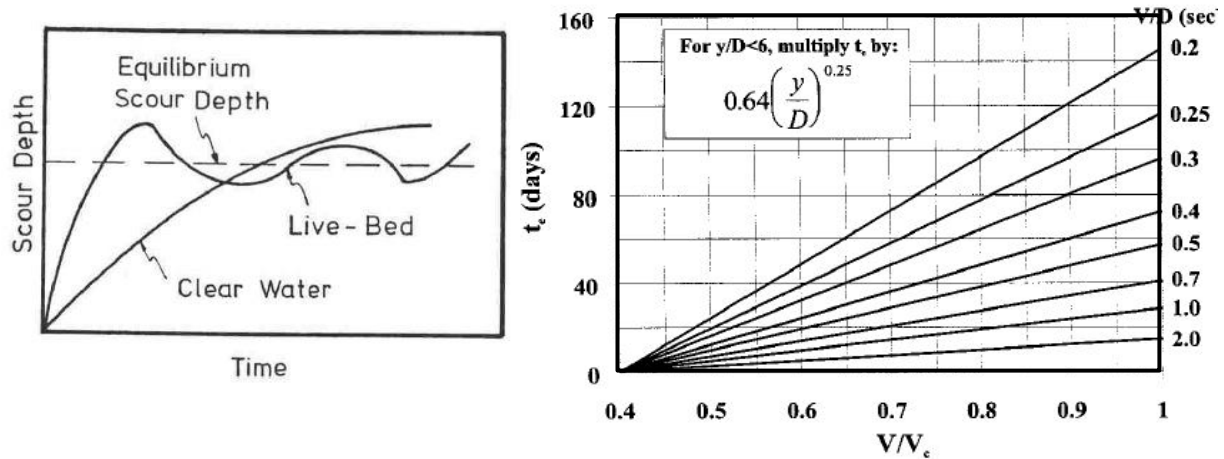 Scour Depth
Equilibrium
Scour Depth
Live-Bed
Clear Water
Time
t_e (days)
160
120
80
40
0
For y/D<6, multiply t_e by:
0.64(y/D)^0.25
V/D (sec
0.2
0.25
0.3
0.4
0.5
0.7
1.0
2.0
0.4 0.5 0.6 0.7 0.8 0.9 1
V/V_c